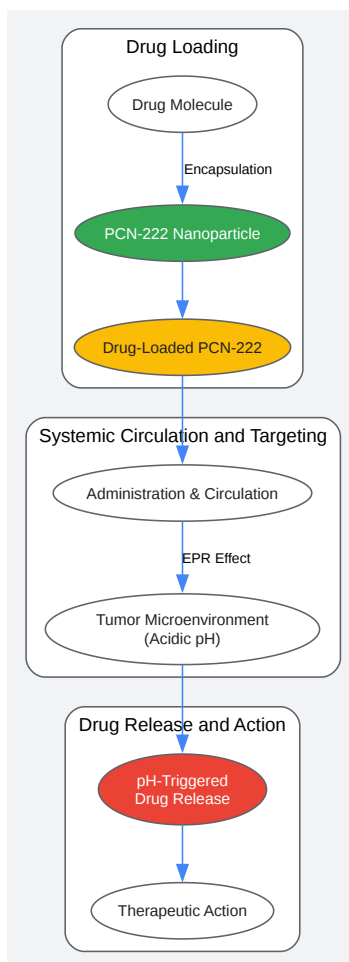 Drug Loading
Drug Molecule
Encapsulation
PCN-222 Nanoparticle
Drug-Loaded PCN-222
Systemic Circulation and Targeting
Administration & Circulation
EPR Effect
Tumor Microenvironment
(Acidic pH)
Drug Release and Action
pH-Triggered
Drug Release
Therapeutic Action